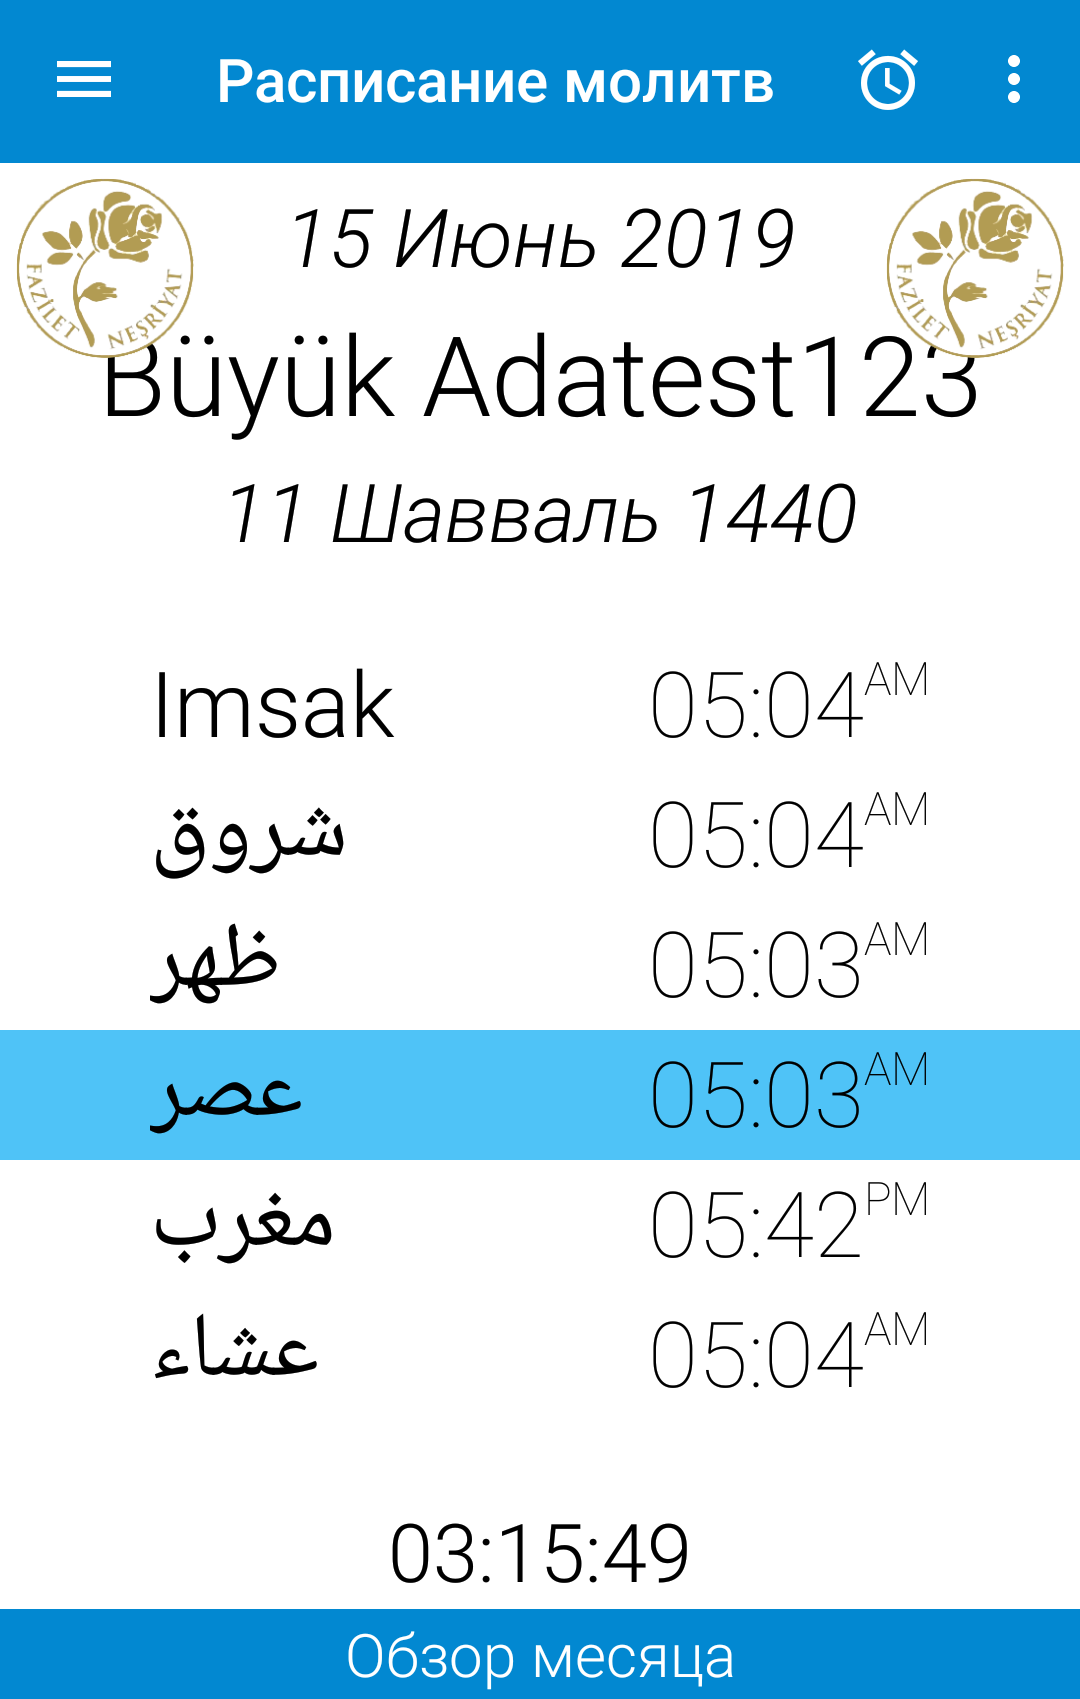 Расписание молитв
FAZİLET NEŞRİYAT
FAZİLET NEŞRİYAT
15 Июнь 2019
Büyük Adatest123
11 Шавваль 1440
Imsak 05:04 AM
شروق 05:04 AM
ظهر 05:03 AM
عصر 05:03 AM
مغرب 05:42 PM
عشاء 05:04 AM
03:15:49
Обзор месяца